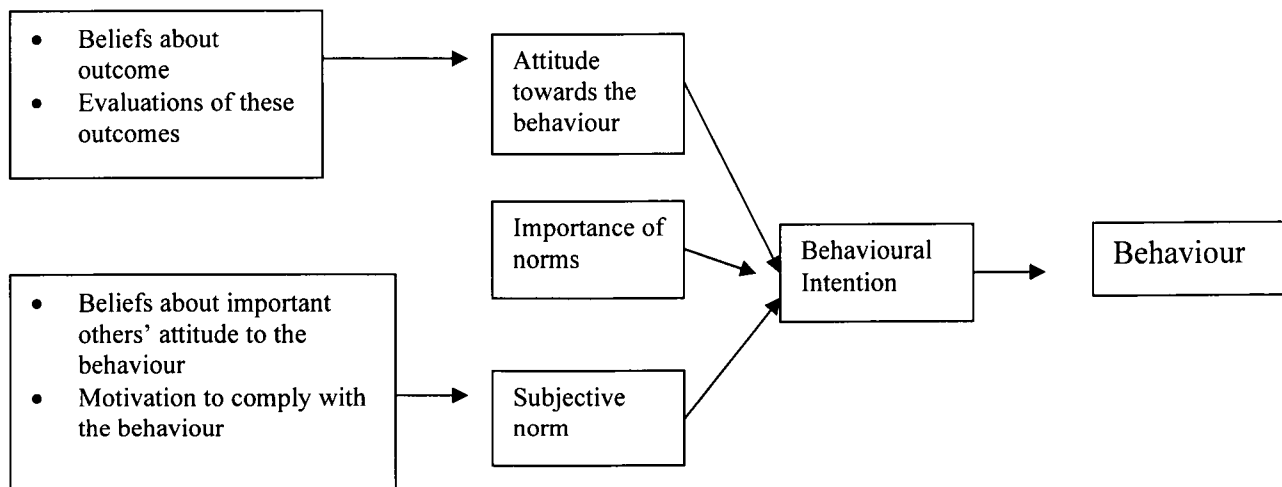 • Beliefs about
outcome
• Evaluations of these
outcomes
Attitude
towards the
behaviour
Importance of
norms
Behavioural
Intention
Behaviour
• Beliefs about important
others’ attitude to the
behaviour
• Motivation to comply with
the behaviour
Subjective
norm